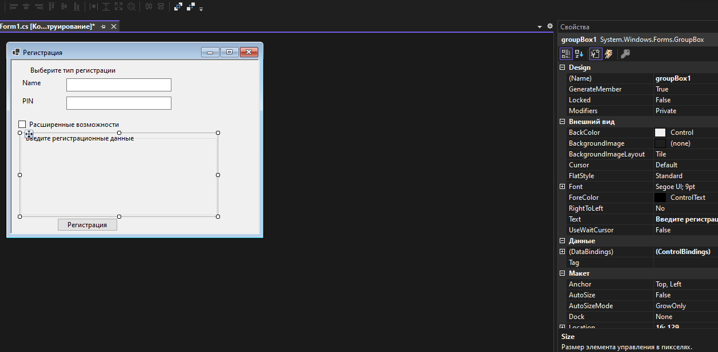 Form1.cs [Ко...труирование]*
Регистрация
Выберите тип регистрации
Name
PIN
Расширенные возможности
Введите регистрационные данные
Регистрация
Свойства
groupBox1 System.Windows.Forms.GroupBox
Design
(Name) groupBox1
GenerateMember True
Locked False
Modifiers Private
Внешний вид
BackColor Control
BackgroundImage (none)
BackgroundImageLayout Tile
Cursor Default
FlatStyle Standard
Font Segoe UI; 9pt
ForeColor ControlText
RightToLeft No
Text Введите регистрац
UseWaitCursor False
Данные
(DataBindings) (ControlBindings)
Tag
Макет
Anchor Top, Left
AutoSize False
AutoSizeMode GrowOnly
Dock None
Location 16; 129
Size
Размер элемента управления в пикселях.